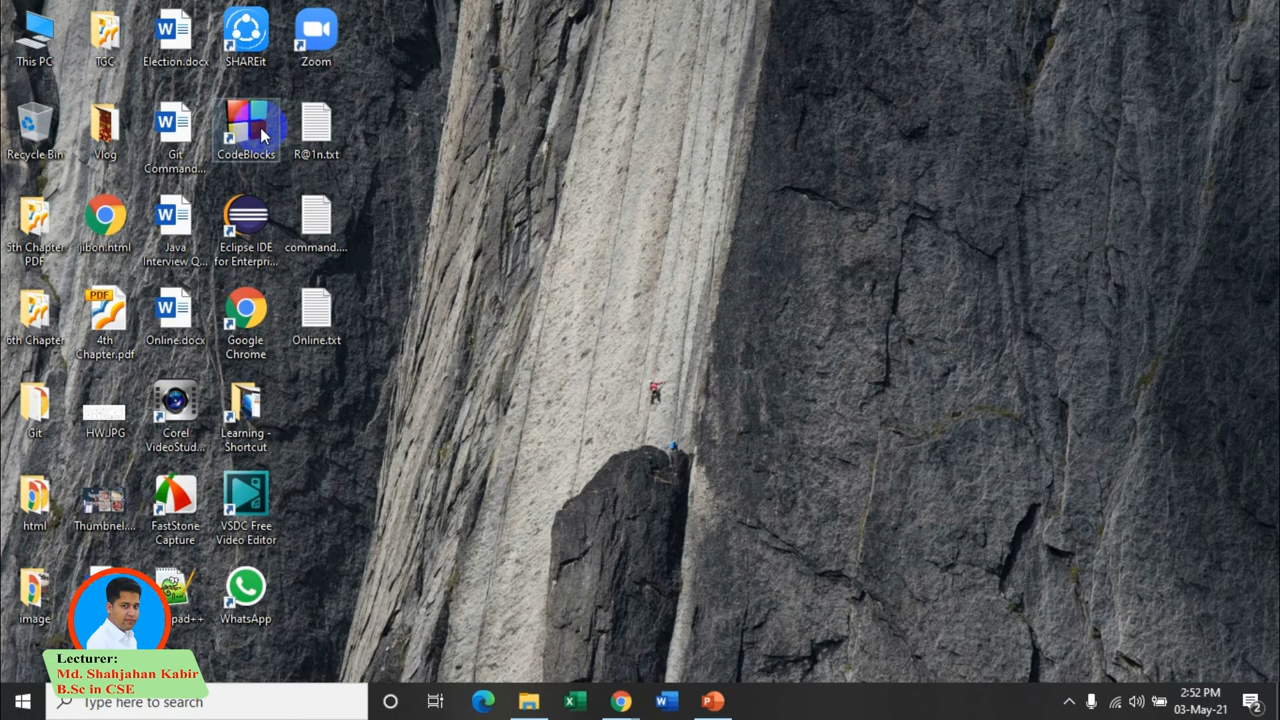 This PC
TGC
Election.docx
SHAREit
Zoom
Recycle Bin
Vlog
Git
Command...
CodeBlocks
R@1n.txt
5th Chapter
PDF
jibon.html
Java
Interview Q...
Eclipse IDE
for Enterpri...
command....
6th Chapter
PDF
4th
Chapter.pdf
Online.docx
Google
Chrome
Online.txt
Git
HW.JPG
Corel
VideoStud...
Learning -
Shortcut
html
Thumbnel....
FastStone
Capture
VSDC Free
Video Editor
image
pad++
WhatsApp
Lecturer:
Md. Shahjahan Kabir
B.Sc in CSE
Type here to search
2:52 PM
03-May-21
2